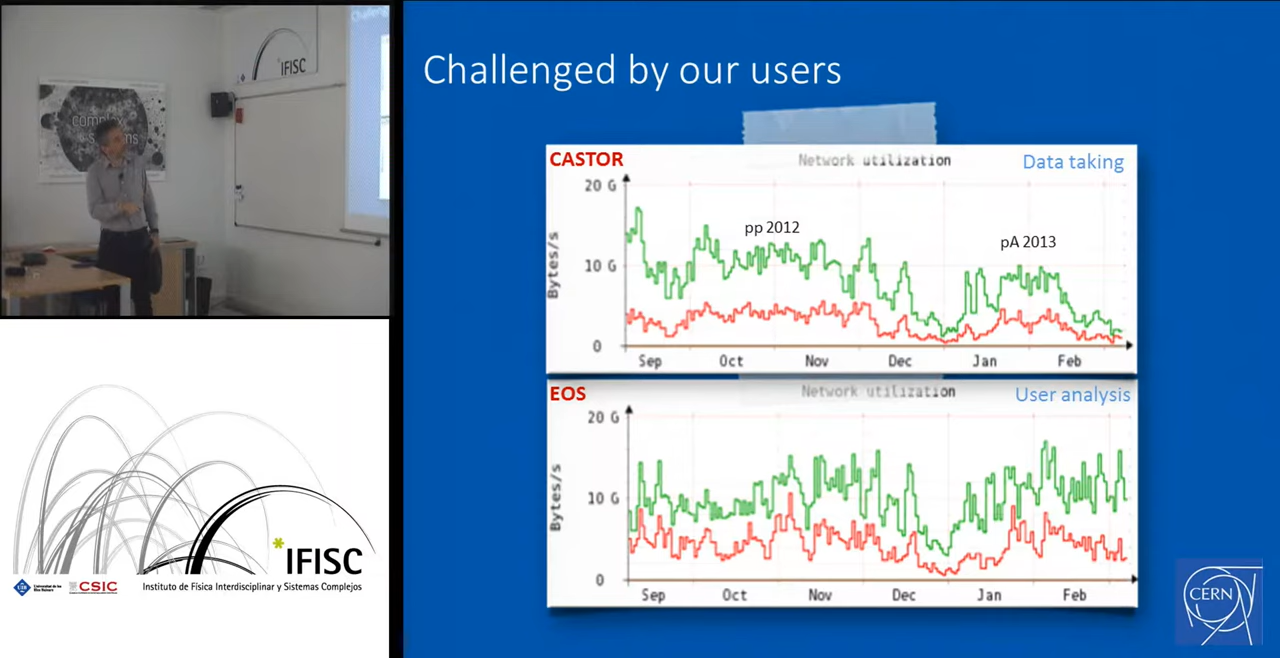 IFISC
complex
systems
Challenged by our users
CASTOR
Network utilization
Data taking
20 G
10 G
0
Bytes/s
pp 2012
pA 2013
Sep
Oct
Nov
Dec
Jan
Feb
EOS
Network utilization
User analysis
20 G
10 G
0
Bytes/s
Sep
Oct
Nov
Dec
Jan
Feb
*IFISC
CSIC
Instituto de Física Interdisciplinar y Sistemas Complejos
CERN